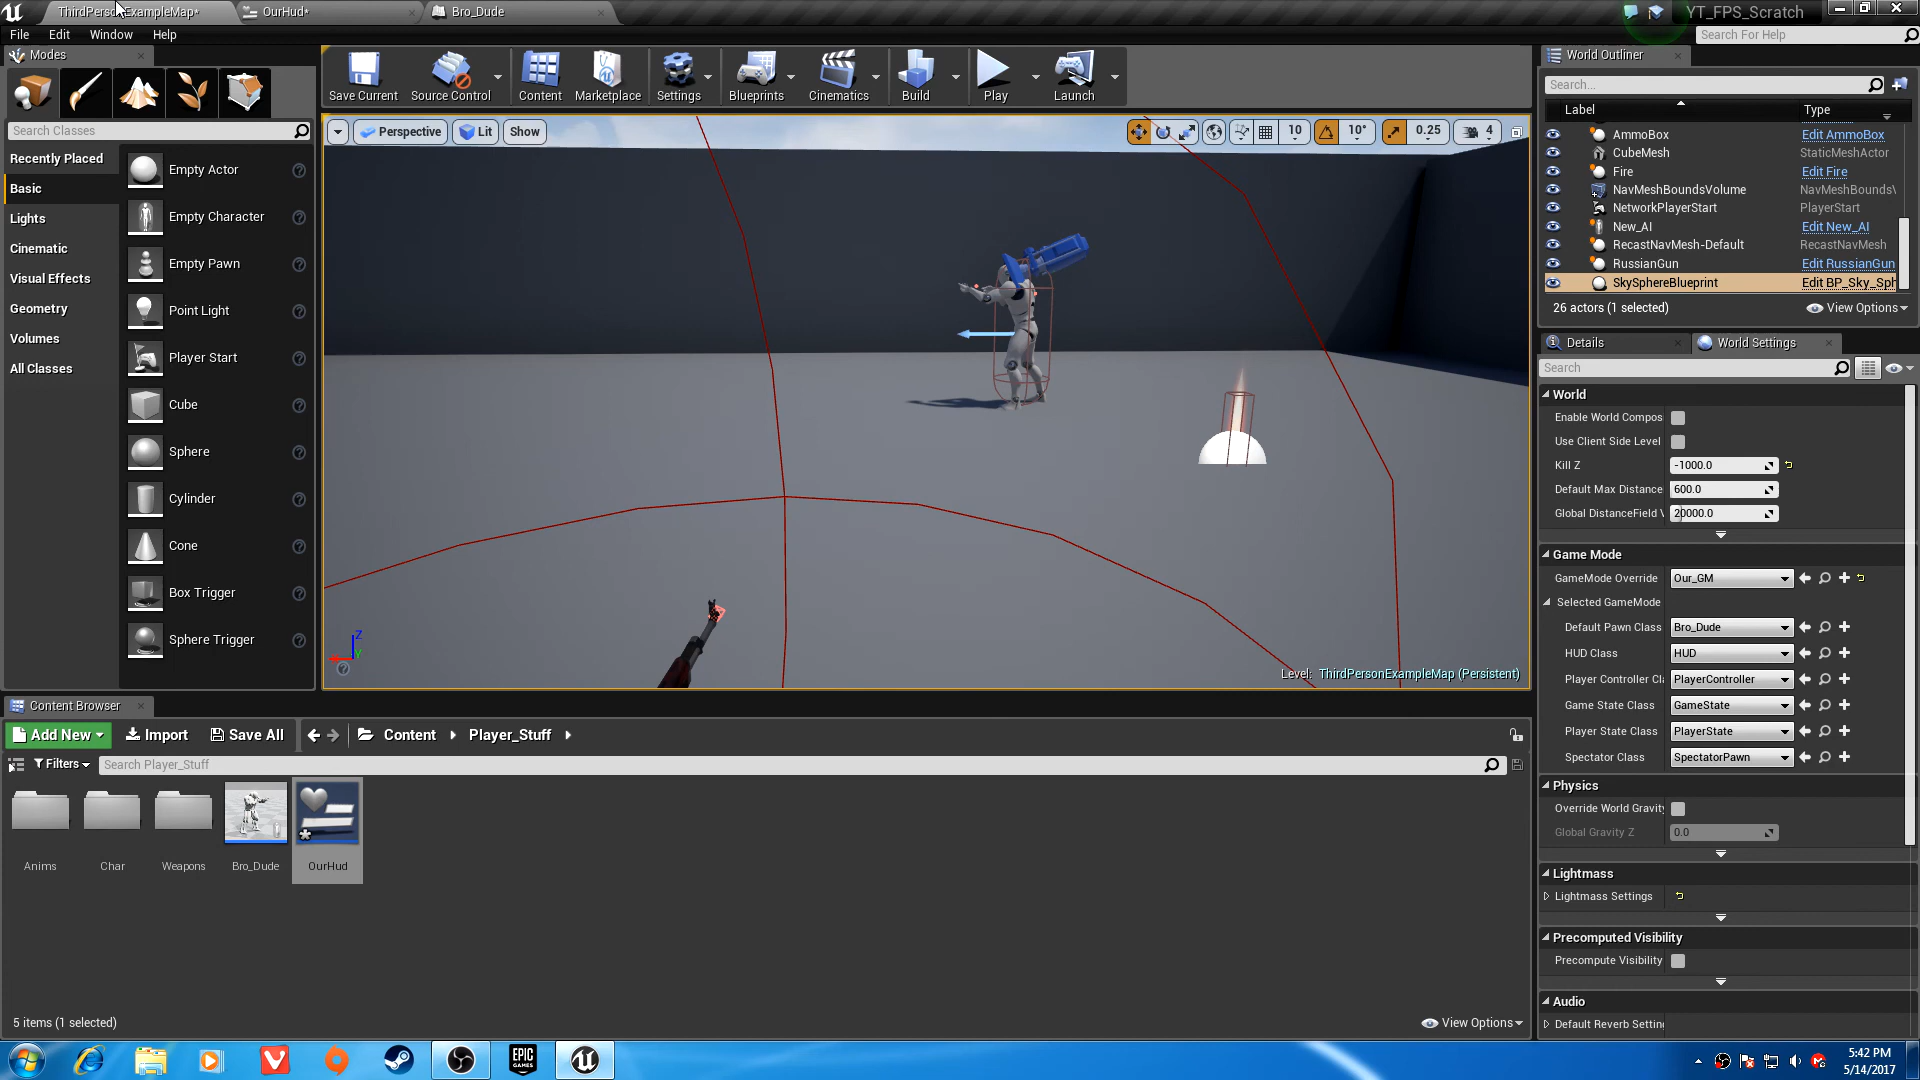 ThirdPersonExampleMap*
OurHud*
Bro_Dude
YT_FPS_Scratch
File
Edit
Window
Help
Search For Help
Modes
Search Classes
Recently Placed
Basic
Lights
Cinematic
Visual Effects
Geometry
Volumes
All Classes
Empty Actor
Empty Character
Empty Pawn
Point Light
Player Start
Cube
Sphere
Cylinder
Cone
Box Trigger
Sphere Trigger
Save Current
Source Control
Content
Marketplace
Settings
Blueprints
Cinematics
Build
Play
Launch
Perspective
Lit
Show
10
10°
0.25
4
Z
Y
Level: ThirdPersonExampleMap (Persistent)
World Outliner
Search...
Label
Type
AmmoBox
Edit AmmoBox
CubeMesh
StaticMeshActor
Fire
Edit Fire
NavMeshBoundsVolume
NavMeshBoundsV
NetworkPlayerStart
PlayerStart
New_AI
Edit New_AI
RecastNavMesh-Default
RecastNavMesh
RussianGun
Edit RussianGun
SkySphereBlueprint
Edit BP_Sky_Sph
26 actors (1 selected)
View Options
Details
World Settings
Search
World
Enable World Compos
Use Client Side Level
Kill Z
-1000.0
Default Max Distance
600.0
Global DistanceField V
20000.0
Game Mode
GameMode Override
Our_GM
Selected GameMode
Default Pawn Class
Bro_Dude
HUD Class
HUD
Player Controller Cla
PlayerController
Game State Class
GameState
Player State Class
PlayerState
Spectator Class
SpectatorPawn
Physics
Override World Gravity
Global Gravity Z
0.0
Lightmass
Lightmass Settings
Precomputed Visibility
Precompute Visibility
Audio
Default Reverb Setting
Content Browser
Add New
Import
Save All
Content
Player_Stuff
Filters
Search Player_Stuff
Anims
Char
Weapons
Bro_Dude
OurHud
5 items (1 selected)
View Options
EPIC
GAMES
5:42 PM
5/14/2017